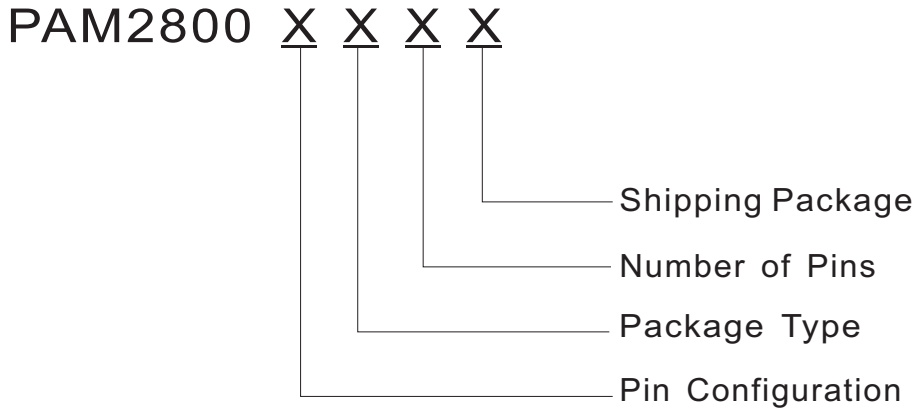 PAM2800 X X X X
Shipping Package
Number of Pins
Package Type
Pin Configuration